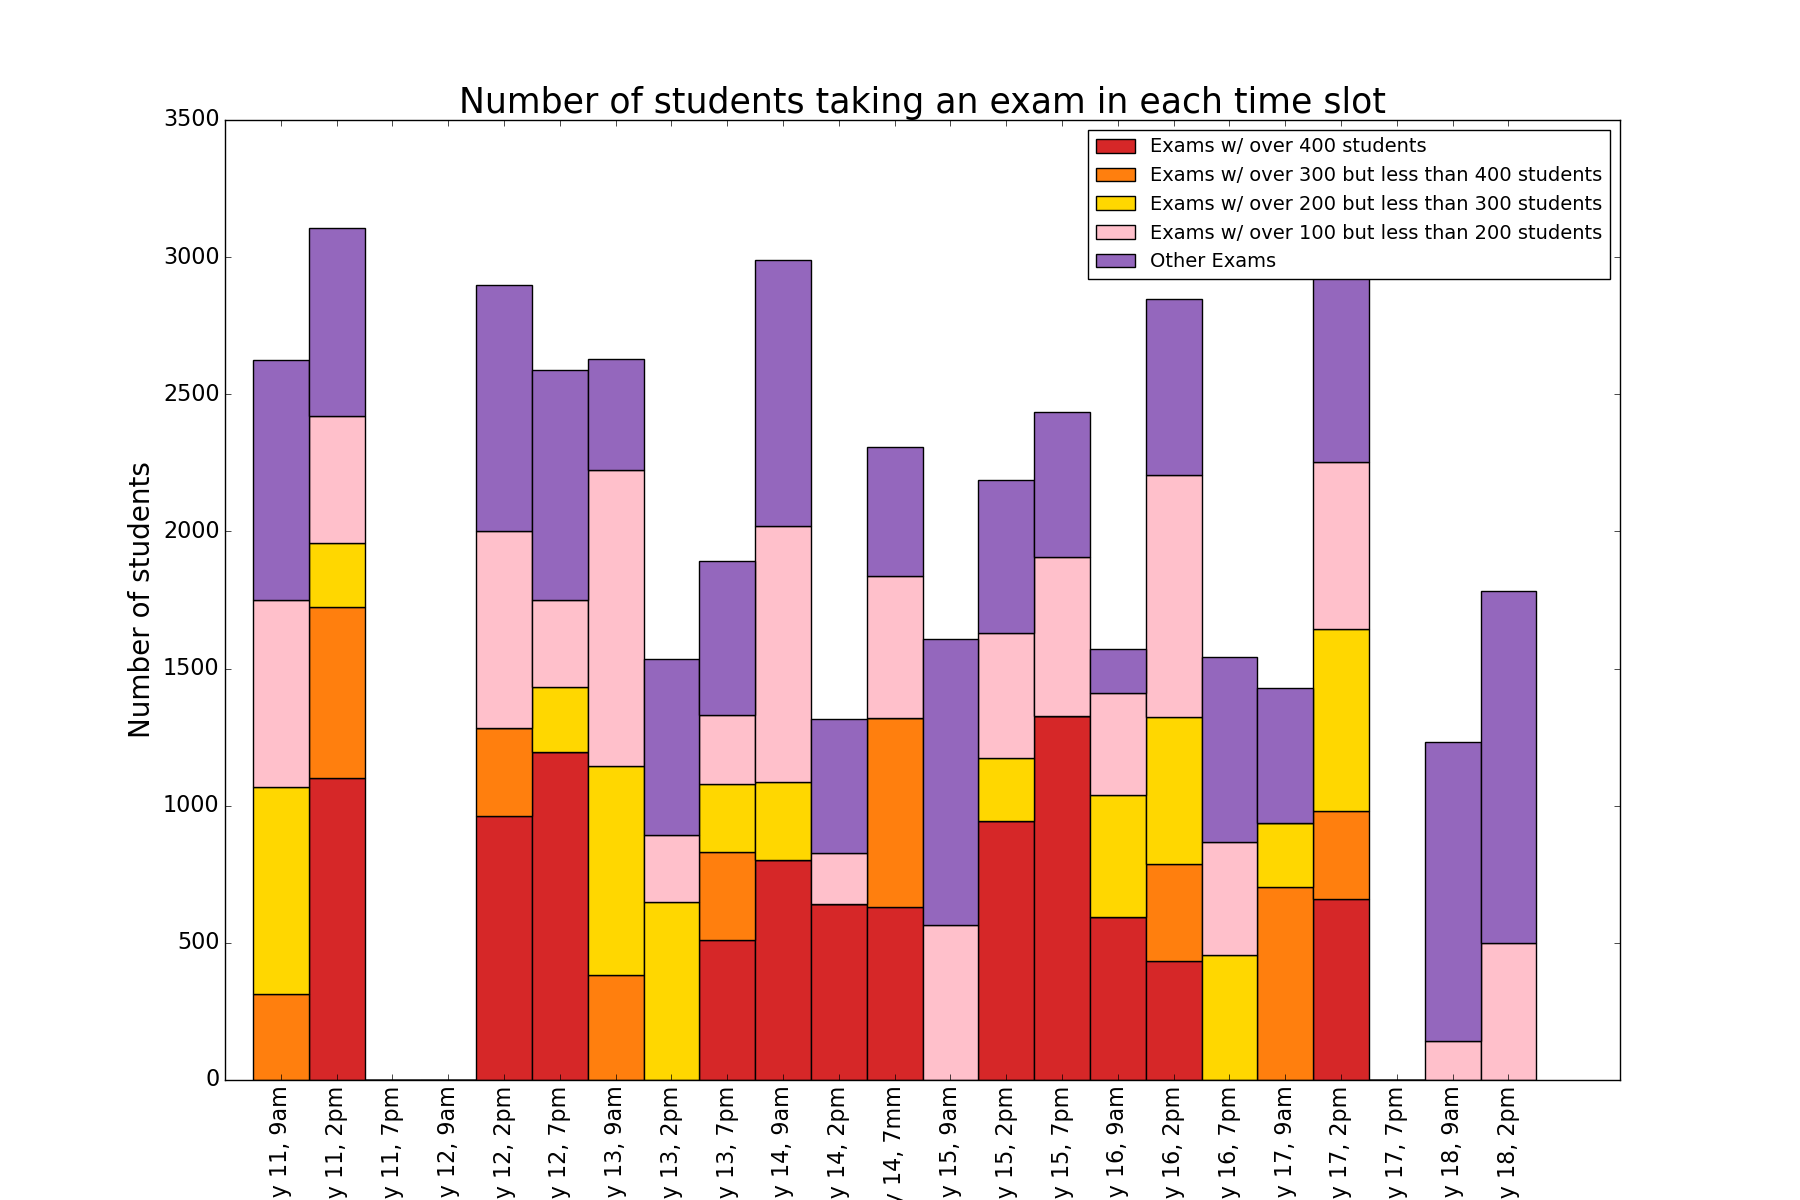 Number of students taking an exam in each time slot
Exams w/ over 400 students
Exams w/ over 300 but less than 400 students
Exams w/ over 200 but less than 300 students
Exams w/ over 100 but less than 200 students
Other Exams
Number of students
3500
3000
2500
2000
1500
1000
500
0
y 11, 9am
y 11, 2pm
y 11, 7pm
y 12, 9am
y 12, 2pm
y 12, 7pm
y 13, 9am
y 13, 2pm
y 13, 7pm
y 14, 9am
y 14, 2pm
y 14, 7mm
y 15, 9am
y 15, 2pm
y 15, 7pm
y 16, 9am
y 16, 2pm
y 16, 7pm
y 17, 9am
y 17, 2pm
y 17, 7pm
y 18, 9am
y 18, 2pm